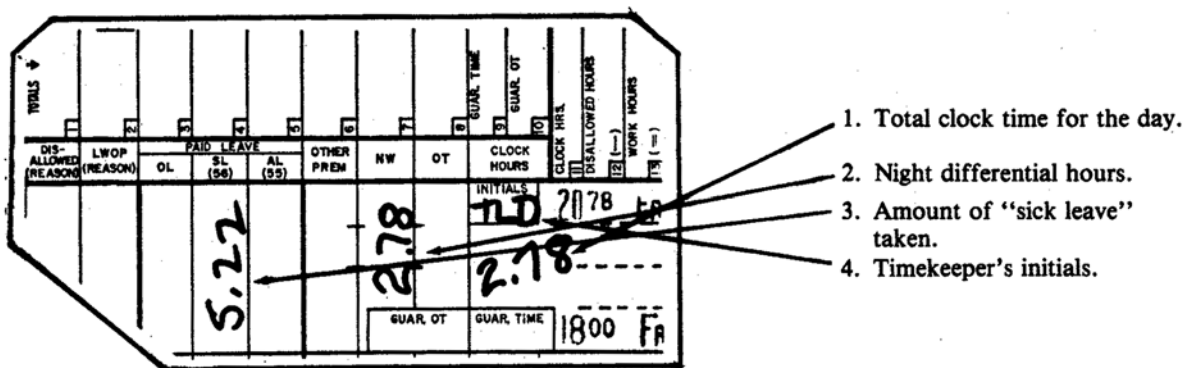 TOTALS
GUAR. TIME
GUAR. OT
CLOCK HRS.
DISALLOWED HOURS
(—)
WORK HOURS
(=)
1 2 3 4 5 6 7 8 9 10 11 12 13
DIS-ALLOWED (REASON)
LWOP (REASON)
PAID LEAVE
OL
SL (56)
AL (55)
OTHER PREM
NW
OT
CLOCK HOURS
INITIALS
TLD
2078
5.22
2.78
2.78
GUAR. OT
GUAR. TIME
1800 FR
1. Total clock time for the day.
2. Night differential hours.
3. Amount of “sick leave”
taken.
4. Timekeeper’s initials.